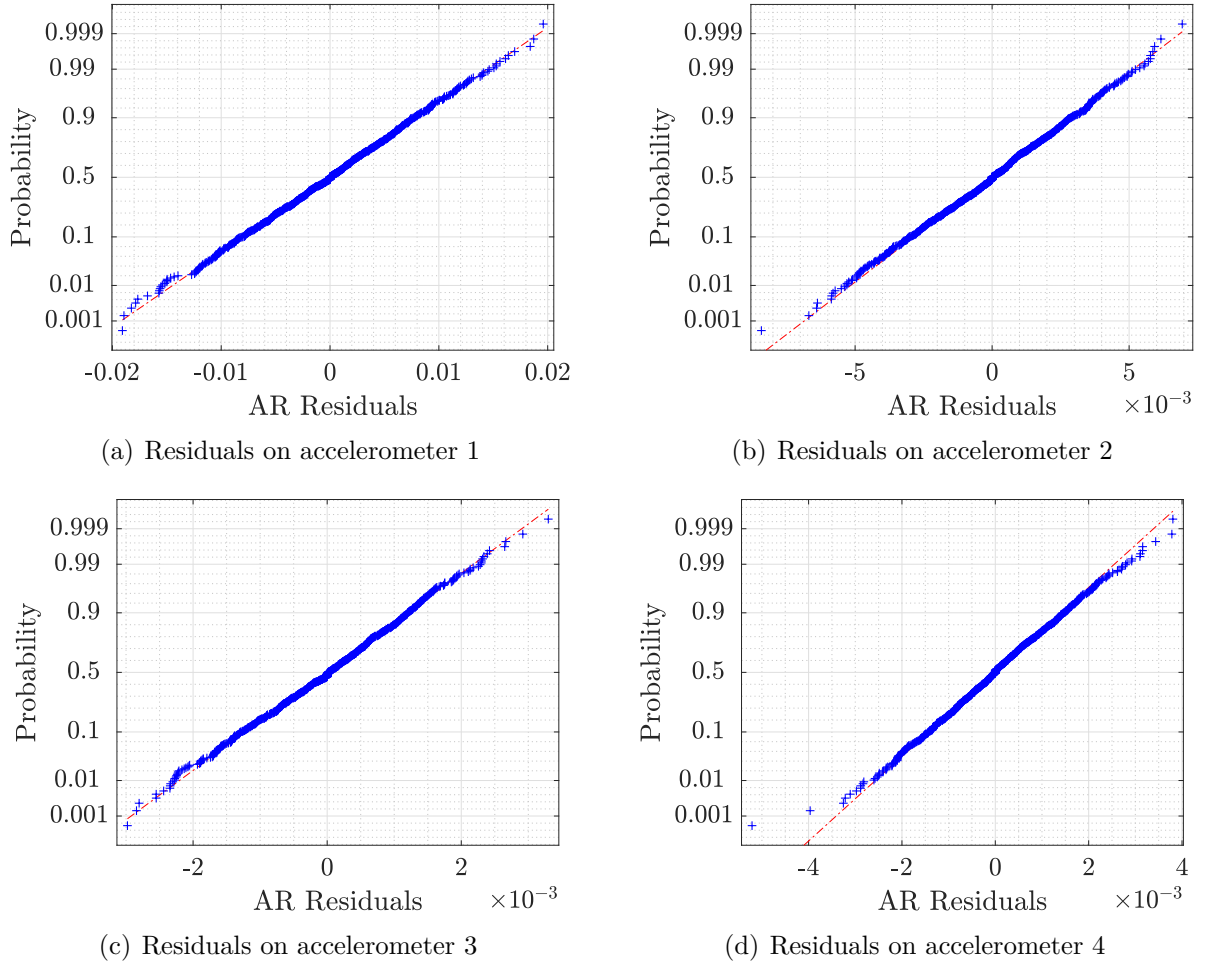 0.999
0.99
0.9
0.5
0.1
0.01
0.001
Probability
-0.02 -0.01 0 0.01 0.02
AR Residuals
(a) Residuals on accelerometer 1
0.999
0.99
0.9
0.5
0.1
0.01
0.001
Probability
-5 0 5
AR Residuals ×10⁻³
(b) Residuals on accelerometer 2
0.999
0.99
0.9
0.5
0.1
0.01
0.001
Probability
-2 0 2
AR Residuals ×10⁻³
(c) Residuals on accelerometer 3
0.999
0.99
0.9
0.5
0.1
0.01
0.001
Probability
-4 -2 0 2 4
AR Residuals ×10⁻³
(d) Residuals on accelerometer 4